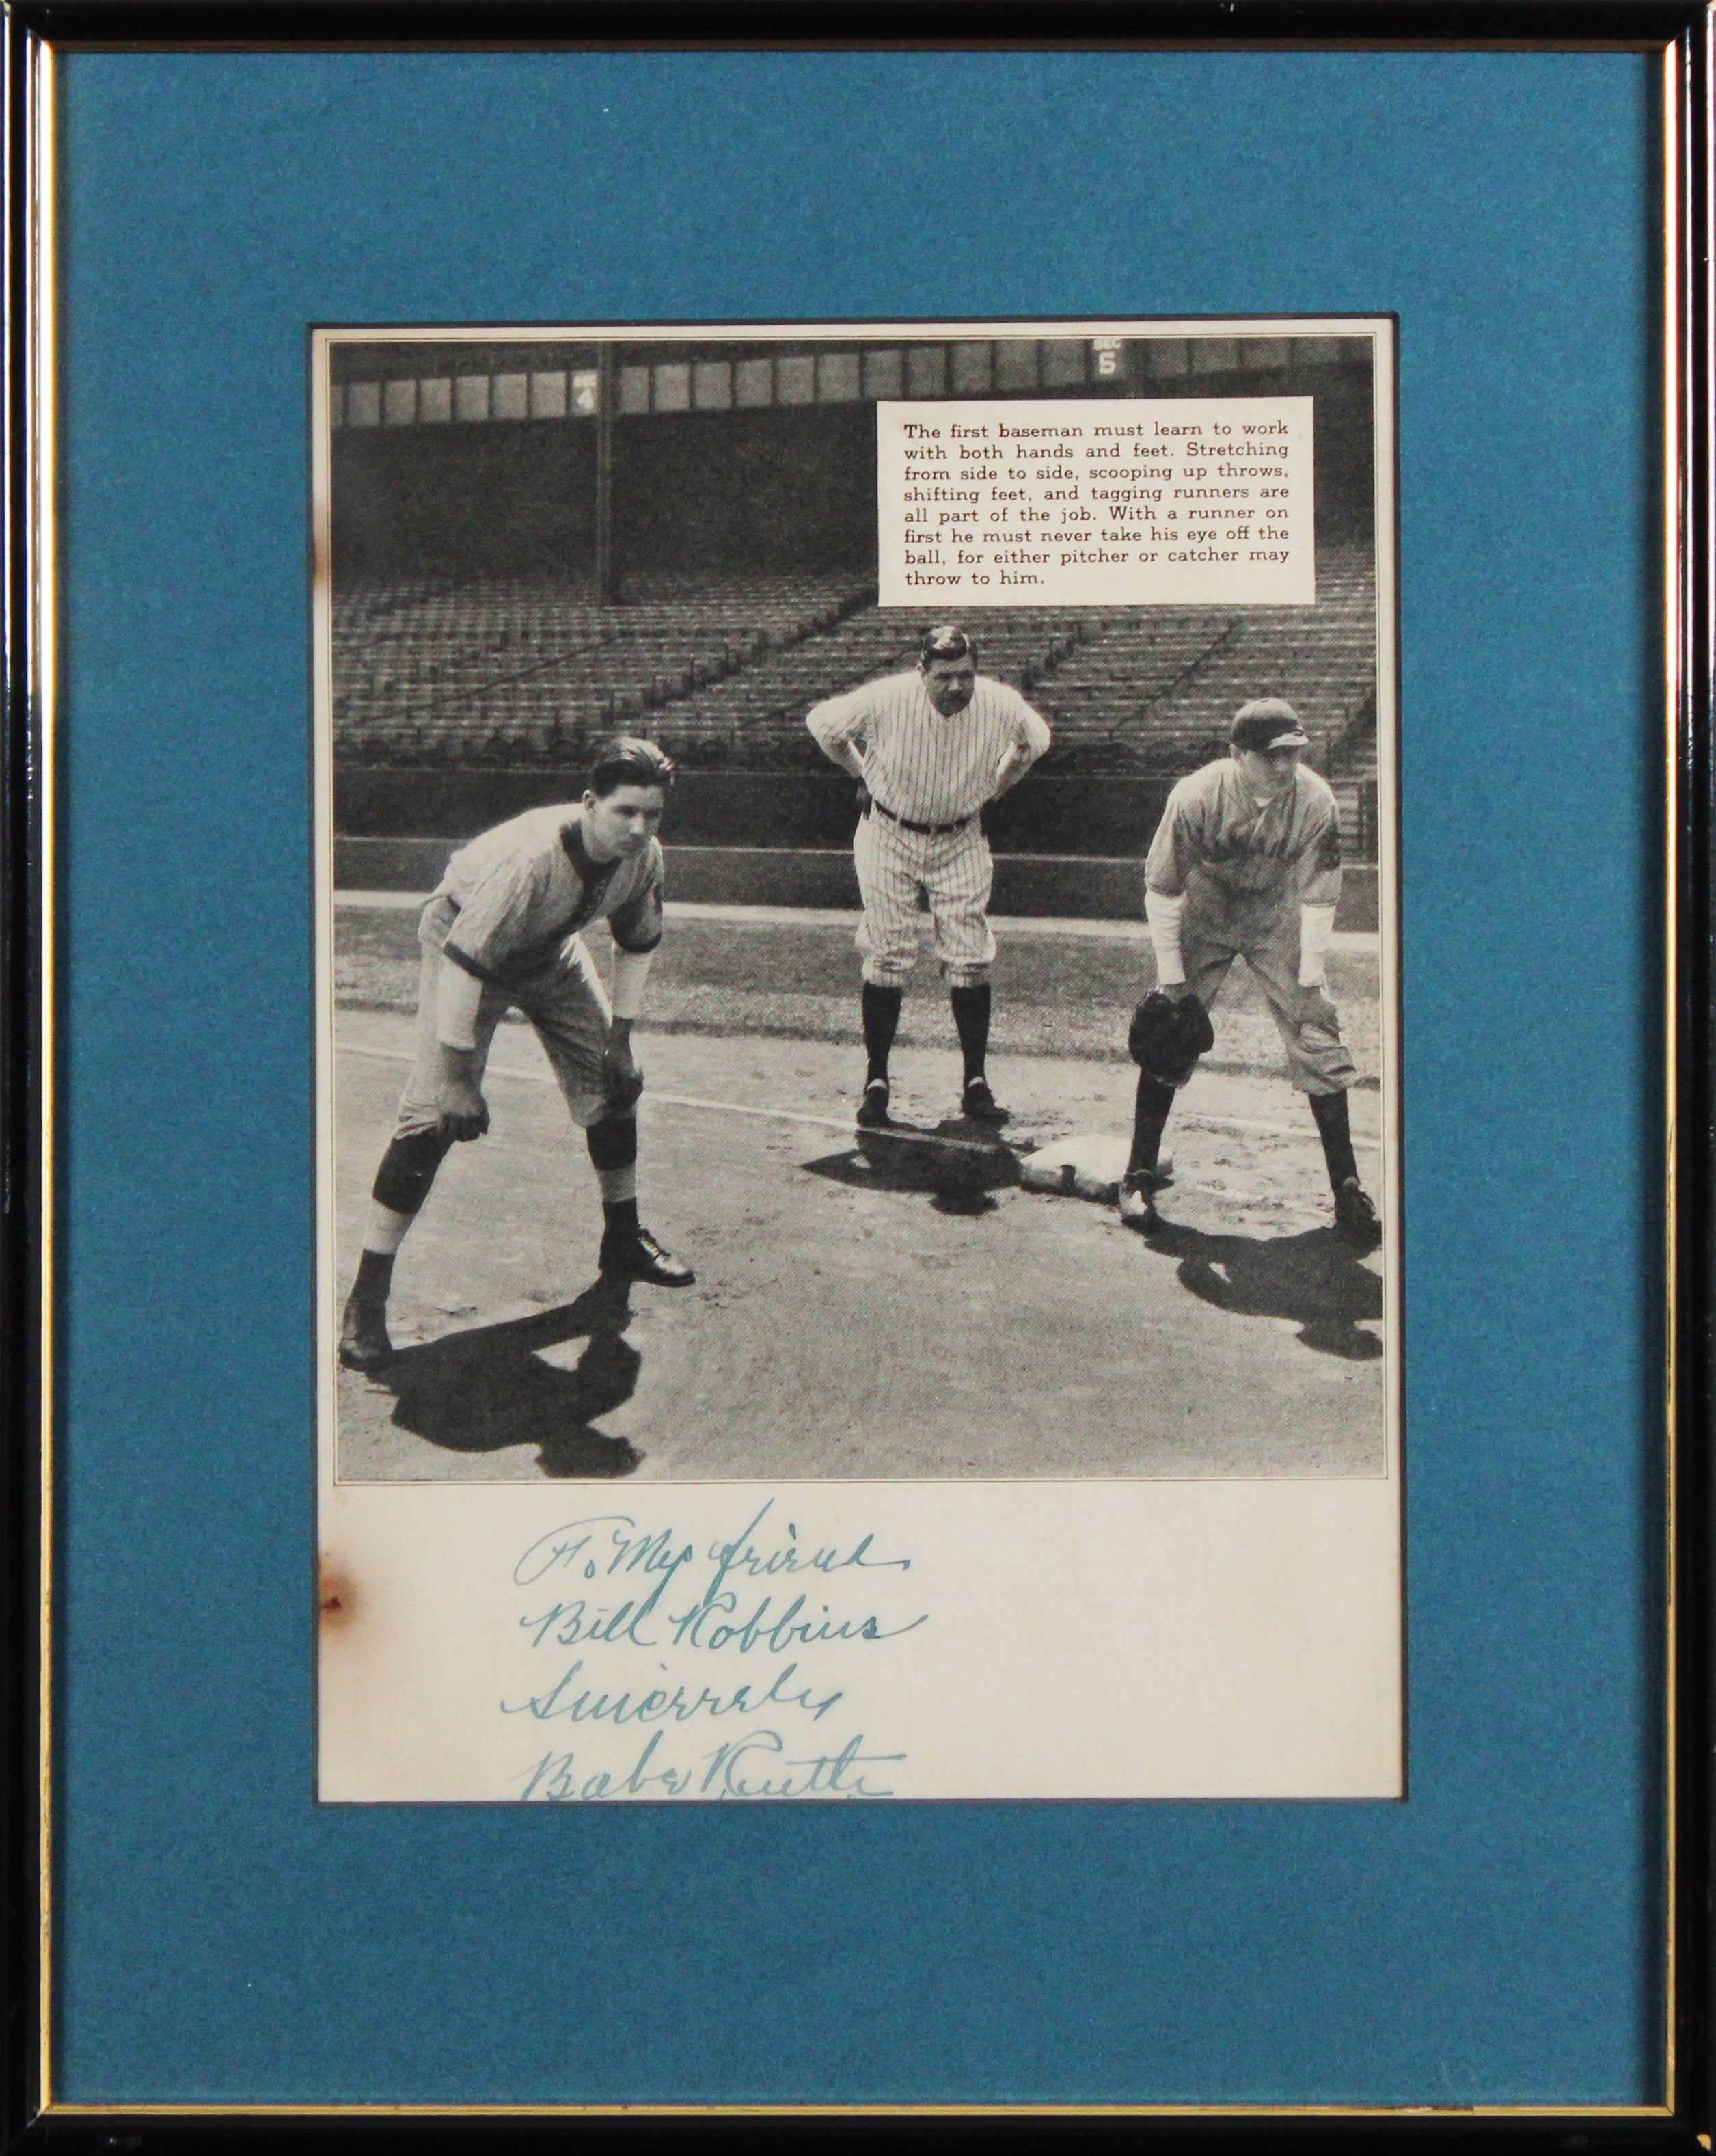 SEC
4
SEC
5
The first baseman must learn to work
with both hands and feet. Stretching
from side to side, scooping up throws,
shifting feet, and tagging runners are
all part of the job. With a runner on
first he must never take his eye off the
ball, for either pitcher or catcher may
throw to him.
To My friend
Bill Robbins
Sincerely
Babe Ruth